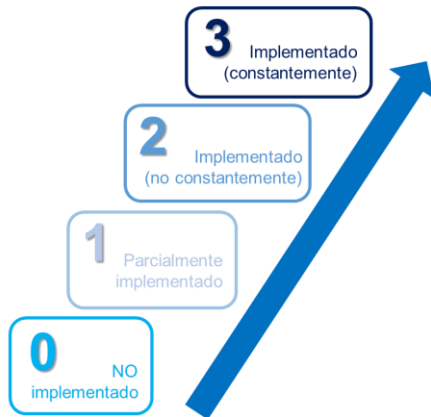 3 Implementado
(constantemente)
2 Implementado
(no constantemente)
1 Parcialmente
implementado
0 NO
implementado